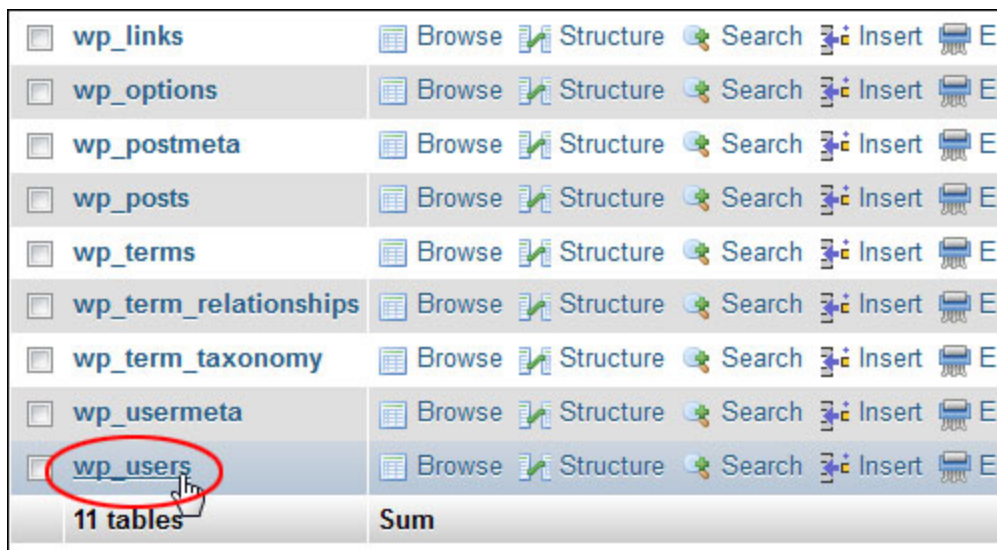 wp_links Browse Structure Search Insert E
wp_options Browse Structure Search Insert E
wp_postmeta Browse Structure Search Insert E
wp_posts Browse Structure Search Insert E
wp_terms Browse Structure Search Insert E
wp_term_relationships Browse Structure Search Insert E
wp_term_taxonomy Browse Structure Search Insert E
wp_usermeta Browse Structure Search Insert E
wp_users Browse Structure Search Insert E
11 tables Sum